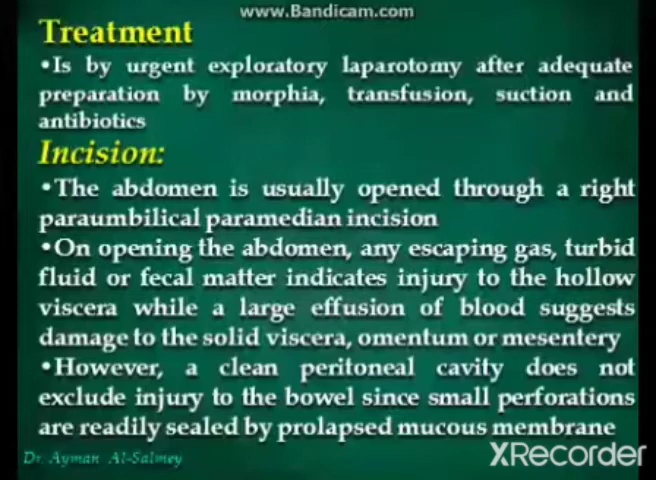 www.Bandicam.com
Treatment
•Is by urgent exploratory laparotomy after adequate
preparation by morphia, transfusion, suction and
antibiotics
Incision:
•The abdomen is usually opened through a right
paraumbilical paramedian incision
•On opening the abdomen, any escaping gas, turbid
fluid or fecal matter indicates injury to the hollow
viscera while a large effusion of blood suggests
damage to the solid viscera, omentum or mesentery
•However, a clean peritoneal cavity does not
exclude injury to the bowel since small perforations
are readily sealed by prolapsed mucous membrane
Dr. Ayman Al-Salmey
XRecorder